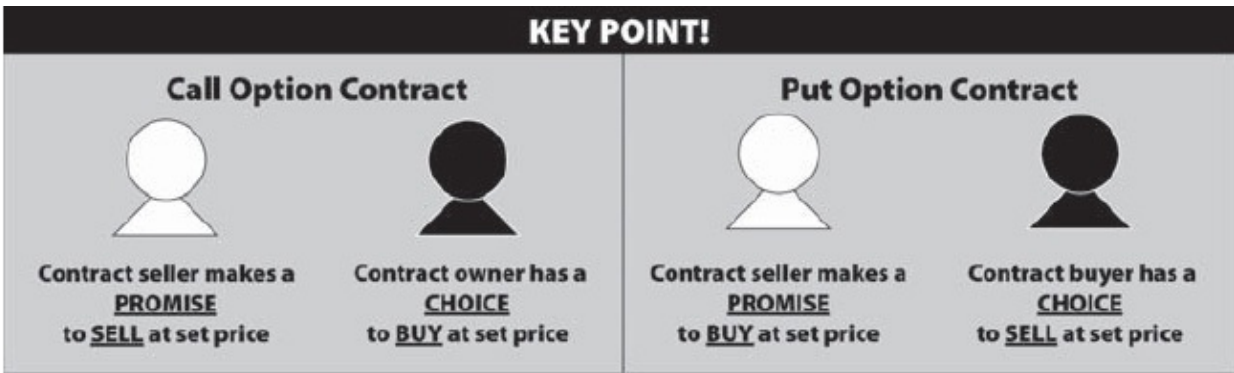 KEY POINT!
Call Option Contract
Contract seller makes a
PROMISE
to SELL at set price
Contract owner has a
CHOICE
to BUY at set price
Put Option Contract
Contract seller makes a
PROMISE
to BUY at set price
Contract buyer has a
CHOICE
to SELL at set price